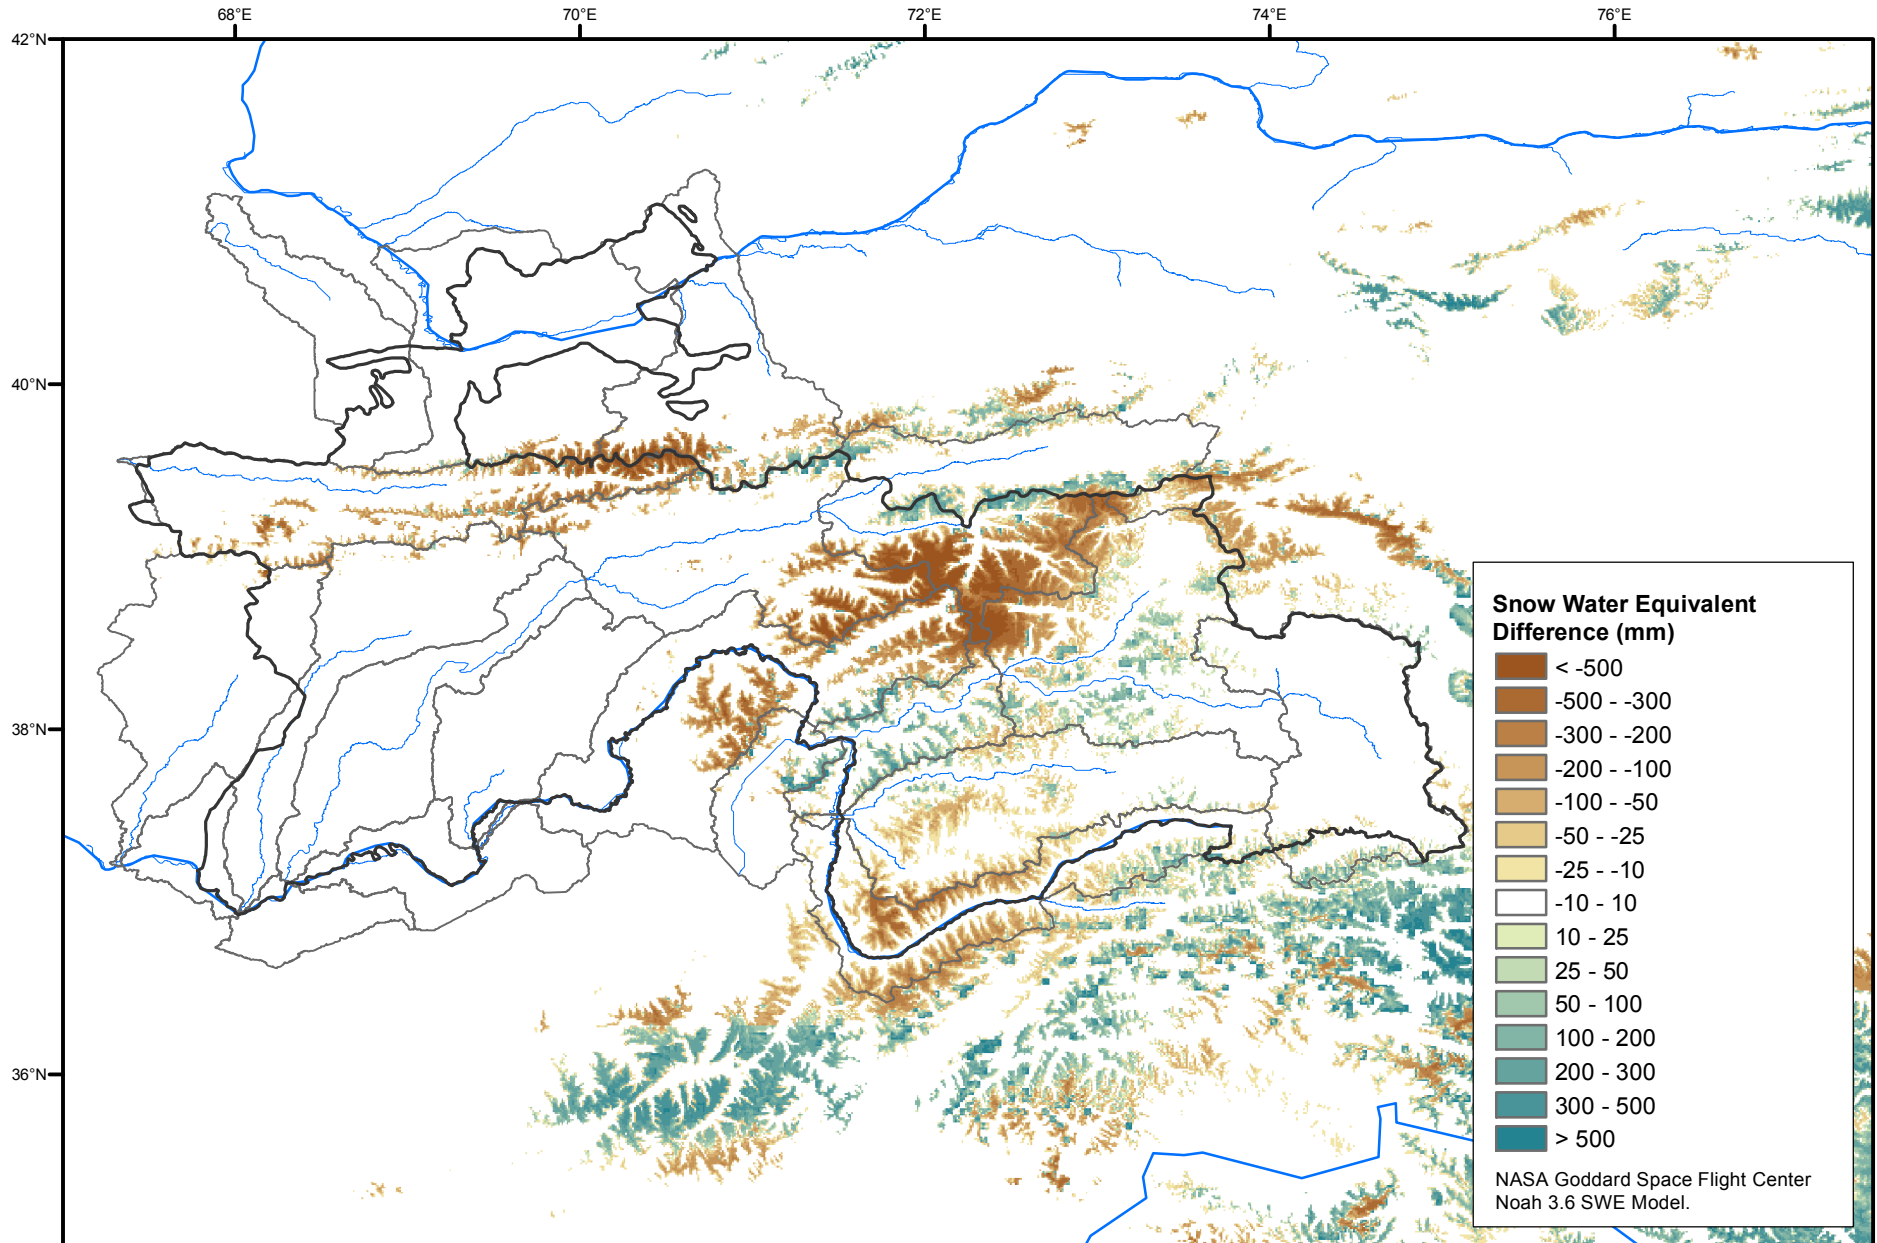 68°E
70°E
72°E
74°E
76°E
42°N
40°N
38°N
36°N
Snow Water Equivalent
Difference (mm)
< -500
-500 - -300
-300 - -200
-200 - -100
-100 - -50
-50 - -25
-25 - -10
-10 - 10
10 - 25
25 - 50
50 - 100
100 - 200
200 - 300
300 - 500
> 500
NASA Goddard Space Flight Center
Noah 3.6 SWE Model.